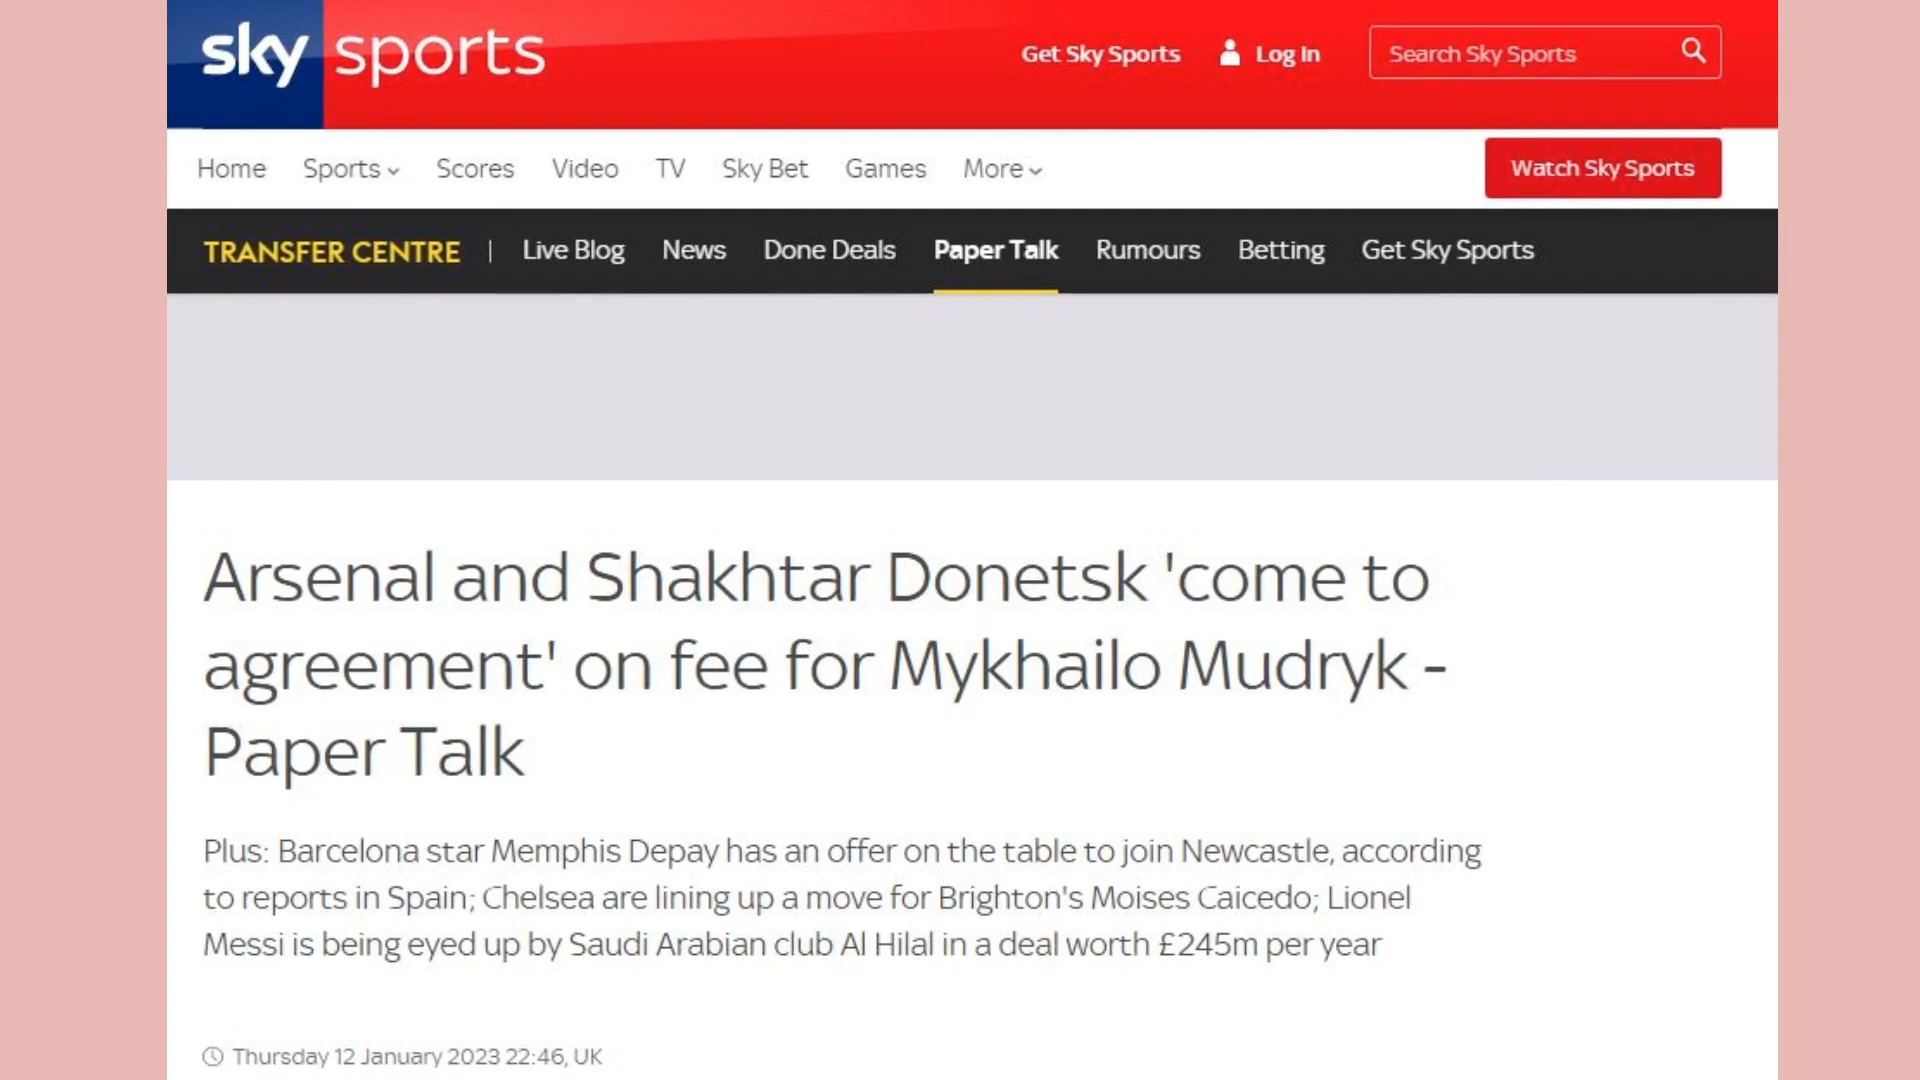 sky sports
Get Sky Sports Log In Search Sky Sports
Home Sports Scores Video TV Sky Bet Games More Watch Sky Sports
TRANSFER CENTRE | Live Blog News Done Deals Paper Talk Rumours Betting Get Sky Sports
Arsenal and Shakhtar Donetsk 'come to
agreement' on fee for Mykhailo Mudryk -
Paper Talk
Plus: Barcelona star Memphis Depay has an offer on the table to join Newcastle, according
to reports in Spain; Chelsea are lining up a move for Brighton's Moises Caicedo; Lionel
Messi is being eyed up by Saudi Arabian club Al Hilal in a deal worth £245m per year
Thursday 12 January 2023 22:46, UK